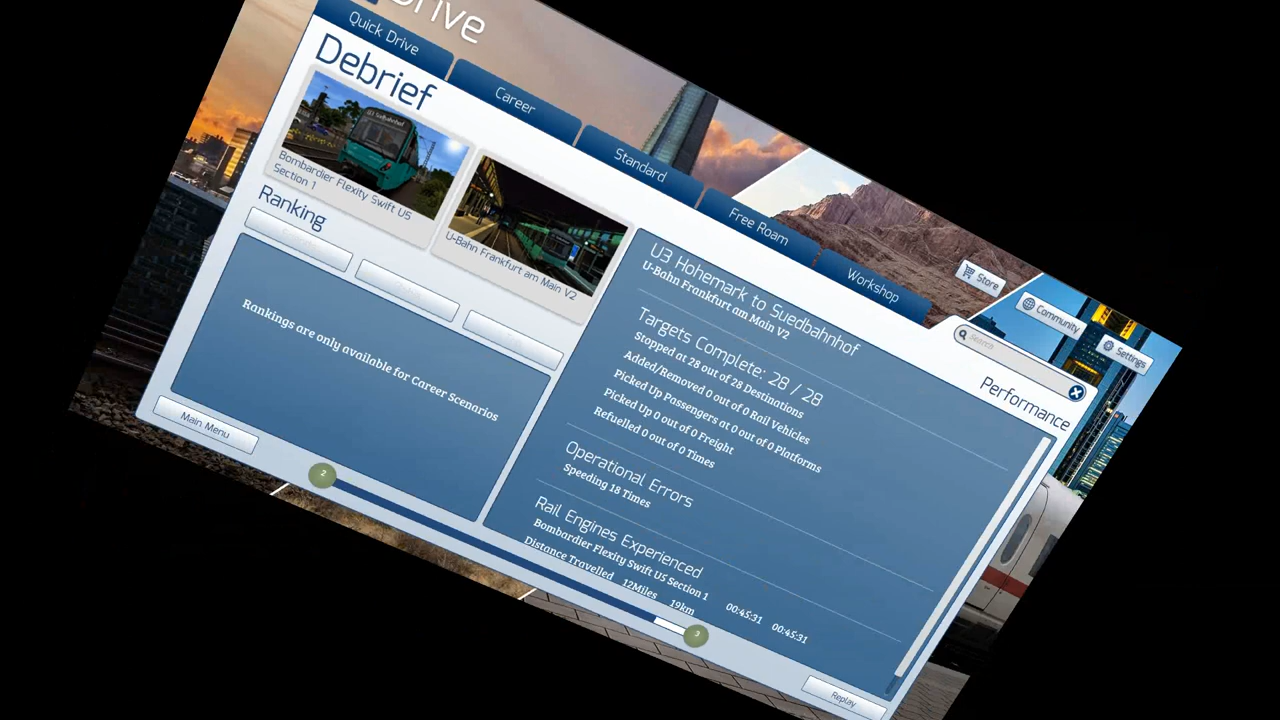 Drive
Quick Drive
Career
Standard
Free Roam
Workshop
Store
Community
Settings
Search
Debrief
U3 Suedbahnhof
Bombardier Flexity Swift U5
Section 1
U-Bahn Frankfurt am Main V2
Ranking
Rankings are only available for Career Scenarios
Performance
U3 Hohemark to Suedbahnhof
U-Bahn Frankfurt am Main V2
Targets Complete: 28 / 28
Stopped at 28 out of 28 Destinations
Added/Removed 0 out of 0 Rail Vehicles
Picked Up Passengers at 0 out of 0 Platforms
Picked Up 0 out of 0 Freight
Refuelled 0 out of 0 Times
Operational Errors
Speeding 18 Times
Rail Engines Experienced
Bombardier Flexity Swift U5 Section 1 00:45:31 00:45:31
Distance Travelled 12Miles 19km
Main Menu
2
3
Replay